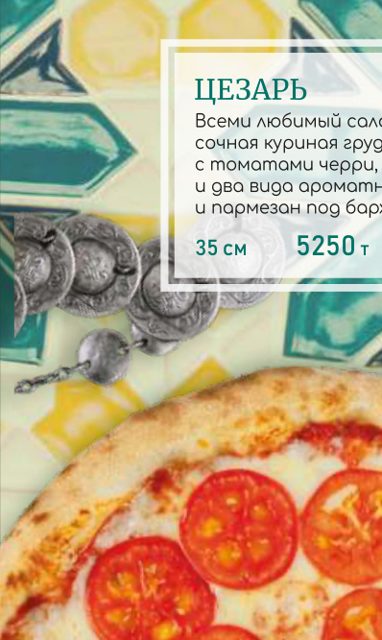 ЦЕЗАРЬ
Всеми любимый
сочная куриная
с томатами черри,
и два вида
и пармезан под
35 см 5250 т